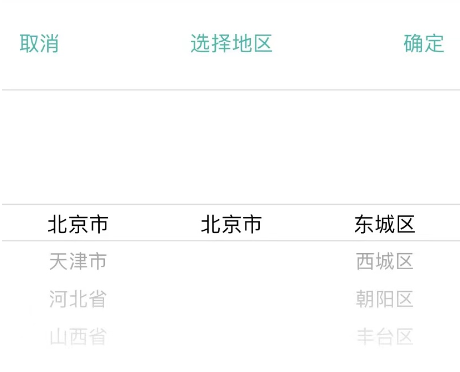 取消 选择地区 确定
北京市 北京市 东城区
天津市 西城区
河北省 朝阳区
山西省 丰台区